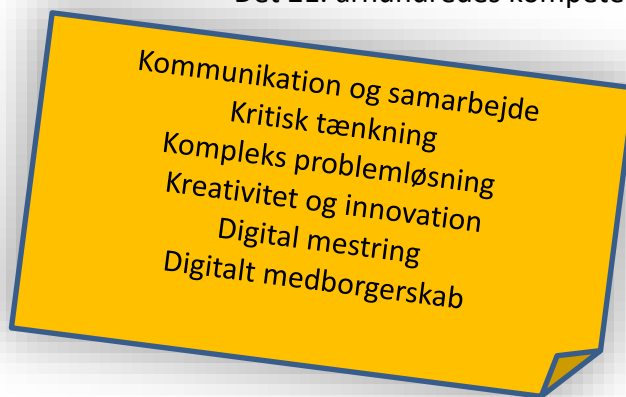 Kommunikation og samarbejde
Kritisk tænkning
Kompleks problemløsning
Kreativitet og innovation
Digital mestring
Digitalt medborgerskab